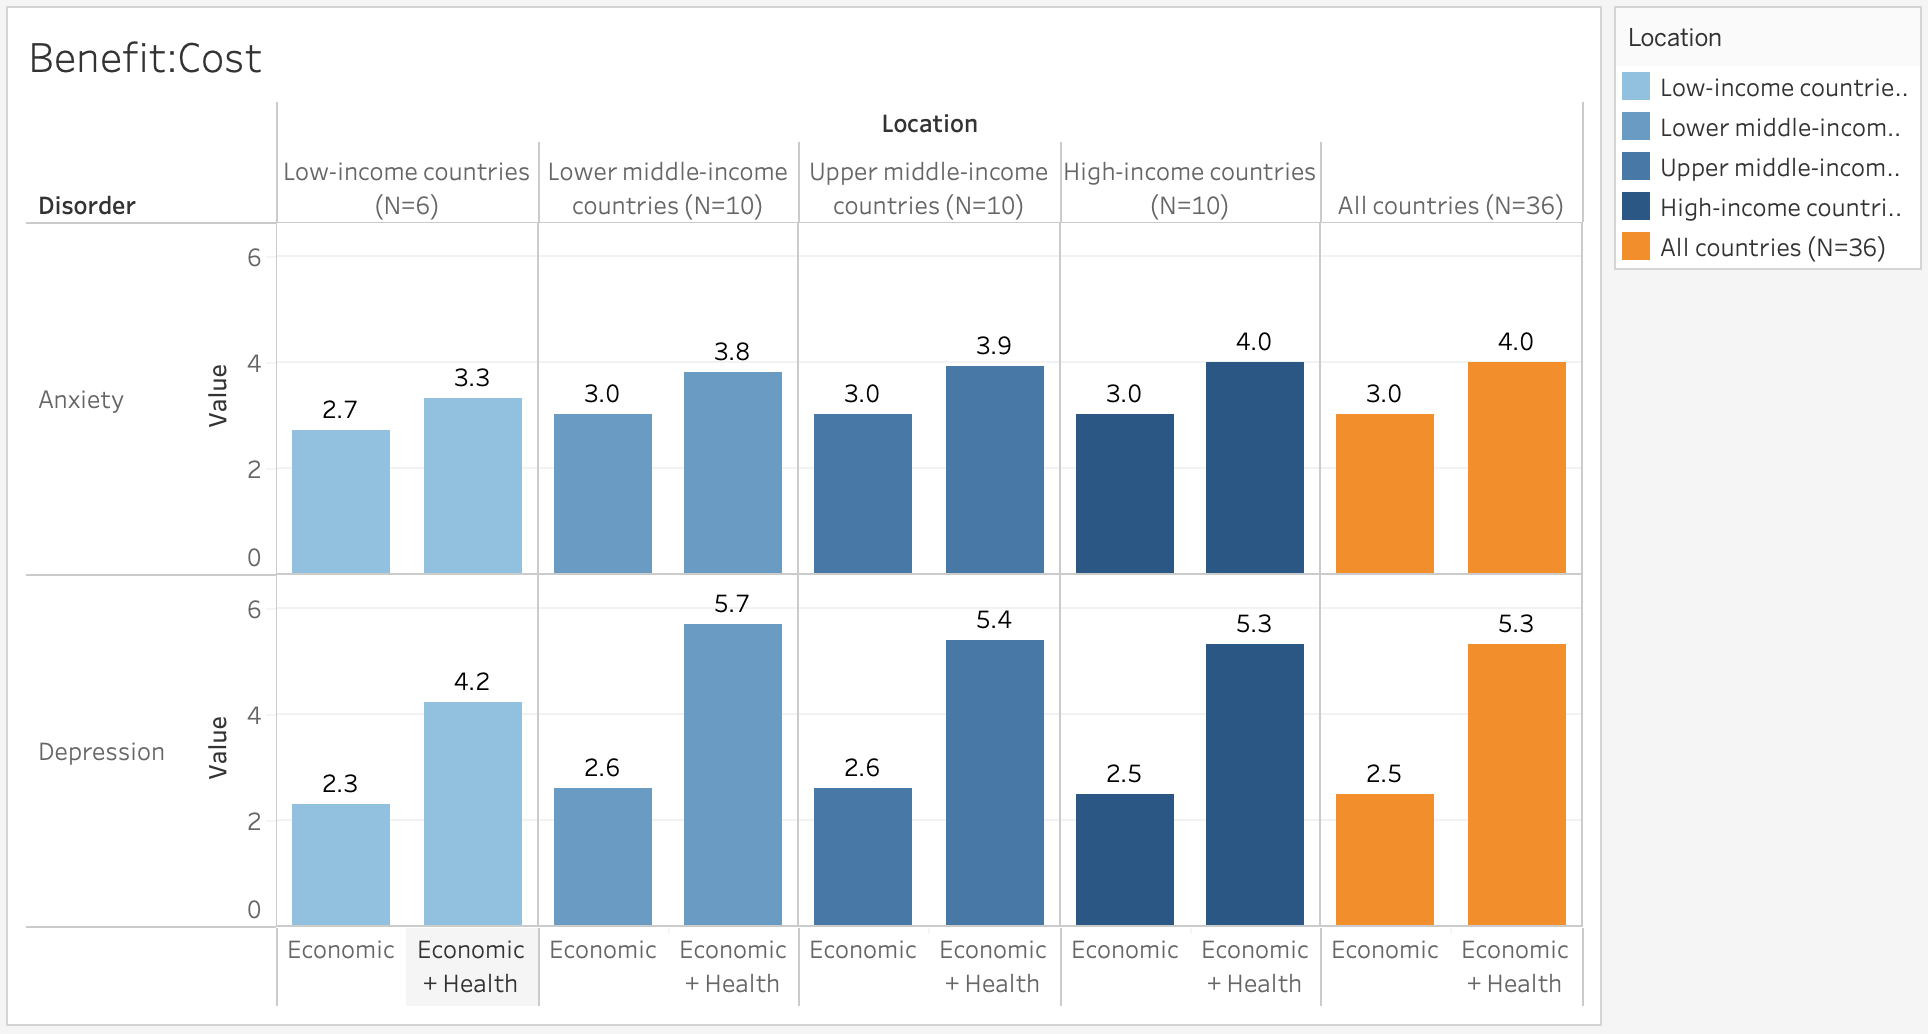 Benefit:Cost
Location
Low-income countries
(N=6)
Lower middle-income
countries (N=10)
Upper middle-income
countries (N=10)
High-income countries
(N=10)
All countries (N=36)
Disorder
Anxiety
Value
6
4
2
0
2.7
3.3
3.0
3.8
3.0
3.9
3.0
4.0
3.0
4.0
Depression
Value
6
4
2
0
2.3
4.2
2.6
5.7
2.6
5.4
2.5
5.3
2.5
5.3
Economic
Economic
+ Health
Economic
Economic
+ Health
Economic
Economic
+ Health
Economic
Economic
+ Health
Economic
Economic
+ Health
Location
Low-income countrie..
Lower middle-incom..
Upper middle-incom..
High-income countri..
All countries (N=36)